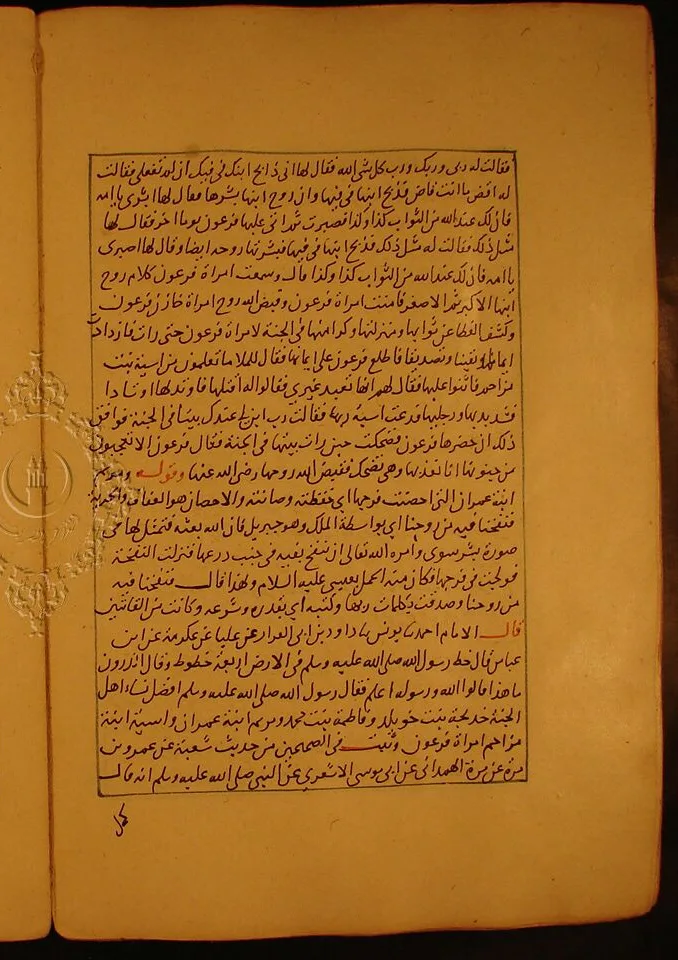 فقالت له ربي وربك ورب كل شي الله فقال لها اني ذابح ابنك في فيك ان لم تفعلي فقالت
له اقض ما انت قاض فذبح ابنها في فيها وان روح ابنها بشرها فقال لها ابشري يا امه
فان لك عند الله من الثواب كذا وكذا فصبرت ثم اتى عليها فرعون يوما اخر فقال لها
مثل ذلك فقالت له مثل ذلك فذبح ابنها في فيها فبشرتها روحه ايضا وقال لها اصبري
يا امه فان لك عند الله من الثواب كذا وكذا قال وسمعت امراة فرعون كلام روح
ابنها الاكبر ثم الاصغر فامنت امراة فرعون وقبض الله روح امراة خازن فرعون
وكشف الغطا عن ثوابها ومنزلتها وكرامتها في الجنة لامراة فرعون حتى رات فازدادت
ايمانا ويقينا وتصديقا فاطلع فرعون على ايمانها فقال للملا ما تعلمون من اسية بنت
مزاحم فاثنوا عليها فقال لهم انها تعبد غيري فقالوا له اقتلها فاوتد لها اوتادا
فشد يديها ورجليها فدعت اسية ربها فقالت رب ابن لي عندك بيتا في الجنة فوافق
ذلك ان حضرها فرعون فضحكت حين رات بيتها في الجنة فقال فرعون الا تعجبون
من جنونها انا نعذبها وهي تضحك فقبض الله روحها رضي الله عنها وقوله ومريم
ابنة عمران التي احصنت فرجها اي حفظته وصانته والاحصان هو العفاف والحرية
فنفخنا فيه من روحنا اي بواسطة الملك وهو جبريل فان الله بعثه فتمثل لها في
صورة بشر سوي وامره الله تعالى ان ينفخ بفيه في جيب درعها فنزلت النفخة
فولجت في فرجها فكان منه الحمل بعيسى عليه السلام ولهذا قال فنفخنا فيه
من روحنا وصدقت بكلمات ربها وكتبه اي بقدره وشرعه وكانت من القانتين
قال الامام احمد يونس داود بن ابي الفرات عن علبا عن عكرمة عن ابن
عباس قال خط رسول الله صلى الله عليه وسلم في الارض اربعة خطوط وقال اتدرون
ما هذا قالوا الله ورسوله اعلم فقال رسول الله صلى الله عليه وسلم افضل نساء اهل
الجنة خديجة بنت خويلد وفاطمة بنت محمد ومريم ابنة عمران واسية ابنة
مزاحم امراة فرعون وثبت في الصحيحين من حديث شعبة عن عمرو بن
مرة عن مرة الهمداني عن ابي موسى الاشعري عن النبي صلى الله عليه وسلم انه قال